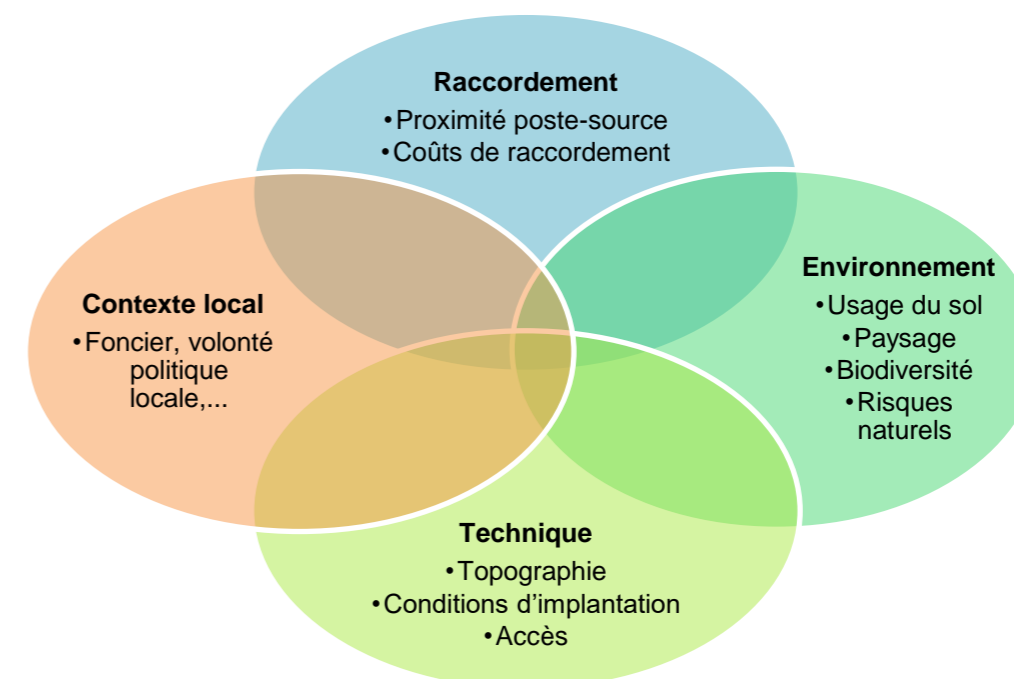 Raccordement
•Proximité poste-source
•Coûts de raccordement
Environnement
•Usage du sol
•Paysage
•Biodiversité
•Risques
naturels
Contexte local
•Foncier, volonté
politique
locale,...
Technique
•Topographie
•Conditions d'implantation
•Accès